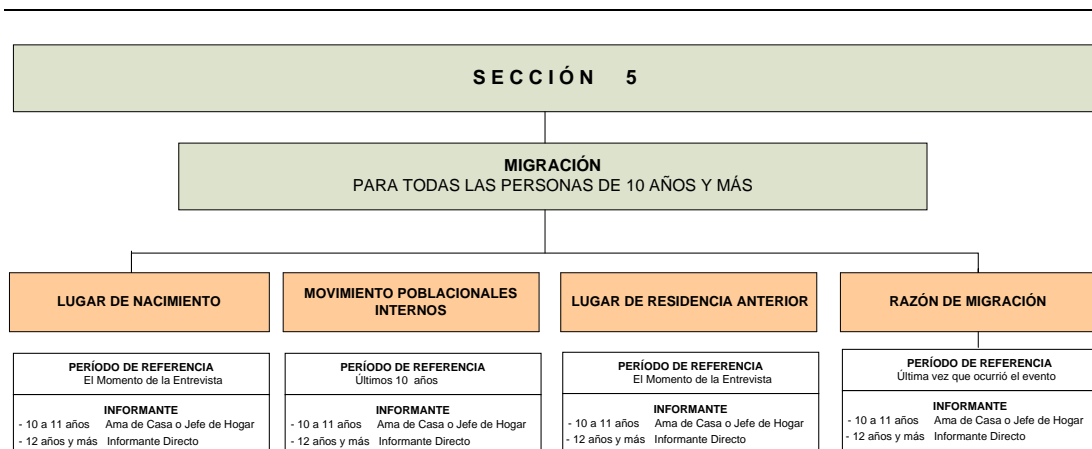 SECCIÓN 5
MIGRACIÓN
PARA TODAS LAS PERSONAS DE 10 AÑOS Y MÁS
LUGAR DE NACIMIENTO
MOVIMIENTO POBLACIONALES
INTERNOS
LUGAR DE RESIDENCIA ANTERIOR
RAZÓN DE MIGRACIÓN
PERÍODO DE REFERENCIA
El Momento de la Entrevista
INFORMANTE
- 10 a 11 años Ama de Casa o Jefe de Hogar
- 12 años y más Informante Directo
PERÍODO DE REFERENCIA
Últimos 10 años
INFORMANTE
- 10 a 11 años Ama de Casa o Jefe de Hogar
- 12 años y más Informante Directo
PERÍODO DE REFERENCIA
El Momento de la Entrevista
INFORMANTE
- 10 a 11 años Ama de Casa o Jefe de Hogar
- 12 años y más Informante Directo
PERÍODO DE REFERENCIA
Última vez que ocurrió el evento
INFORMANTE
- 10 a 11 años Ama de Casa o Jefe de Hogar
- 12 años y más Informante Directo